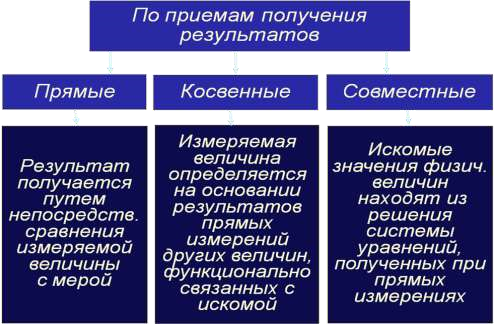 По приемам получения
результатов
Прямые
Косвенные
Совместные
Результат
получается
путем
непосредств.
сравнения
измеряемой
величины
с мерой
Измеряемая
величина
определяется
на основании
результатов
прямых
измерений
других величин,
функционально
связанных с
искомой
Искомые
значения физич.
величин
находят из
решения
системы
уравнений,
полученных при
прямых
измерениях